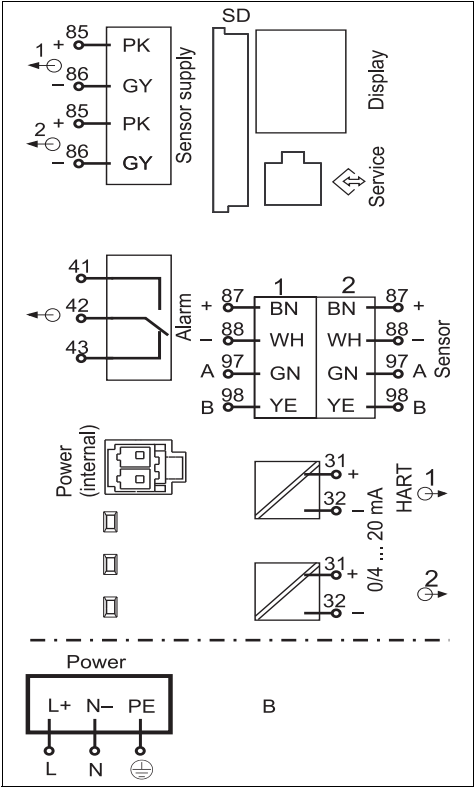 SD
1 + 85 PK
− 86 GY
2 + 85 PK
− 86 GY
Sensor supply
Display
Service
41
42
43
Alarm
1 2
+ 87 BN BN 87 +
− 88 WH WH 88 −
A 97 GN GN 97 A
B 98 YE YE 98 B
Sensor
Power
(internal)
31 +
32 −
31 +
32 −
0/4 ... 20 mA
HART
1
2
Power
L+ N– PE
L N
B